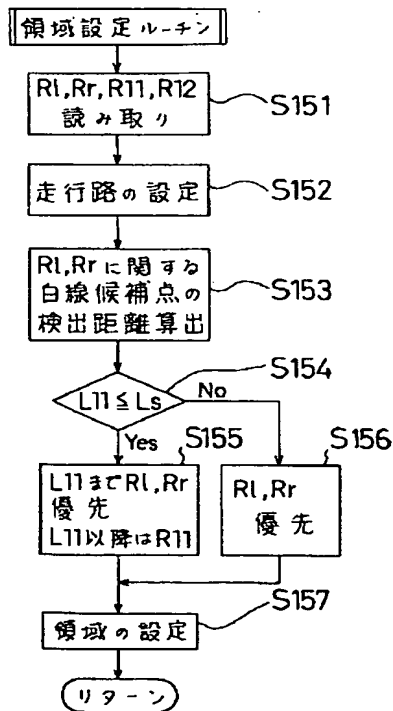 領域設定ルーチン
Rl,Rr,R11,R12
読み取り
S151
走行路の設定
S152
Rl,Rrに関する
白線候補点の
検出距離算出
S153
L11≦Ls
S154
No
Yes
S155
L11までRl,Rr
優先
L11以降はR11
S156
Rl,Rr
優先
領域の設定
S157
リターン